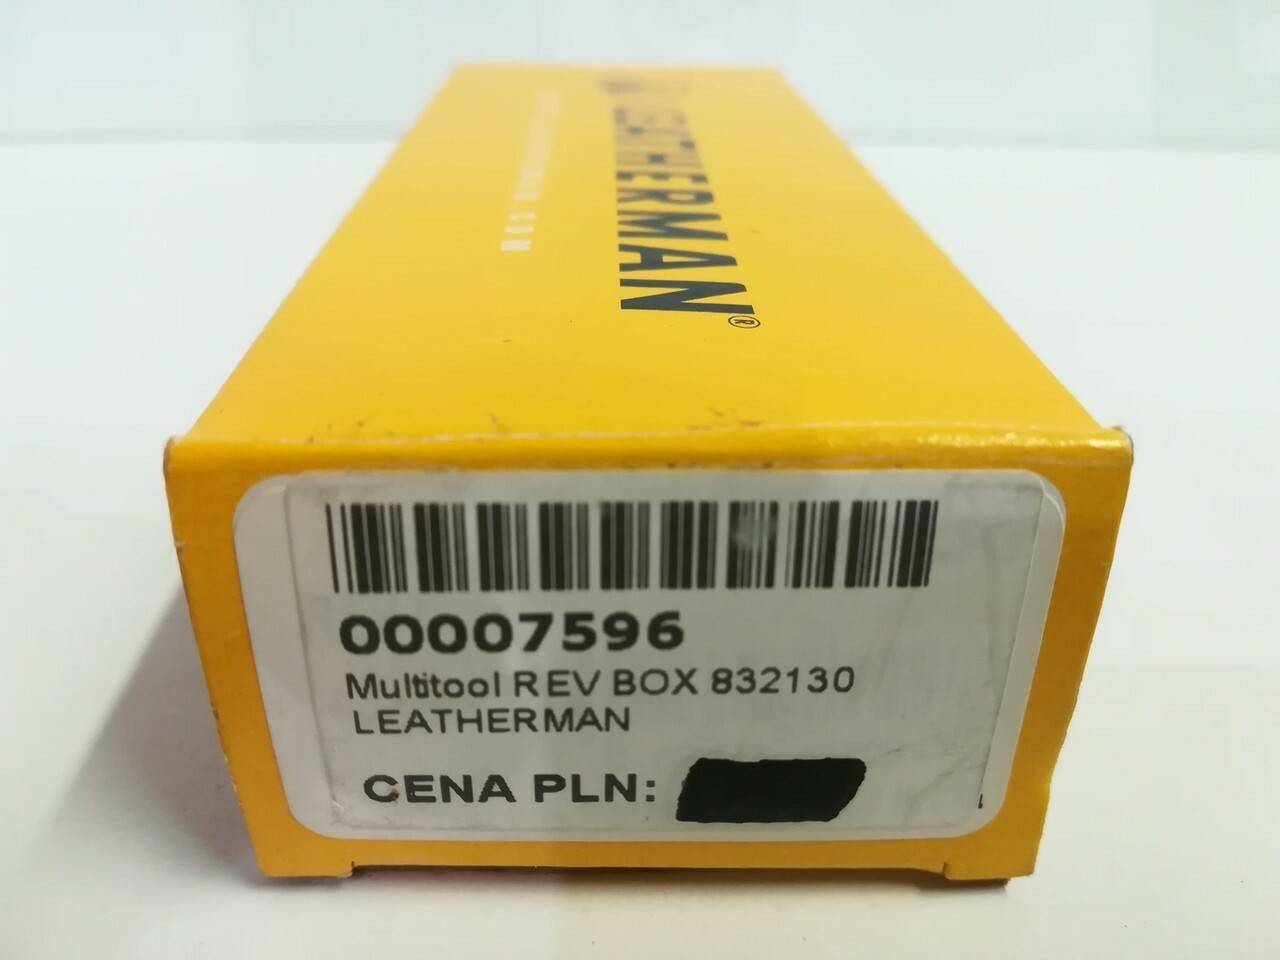 LEATHERMAN®
00007596
Multitool REV BOX 832130
LEATHERMAN
CENA PLN: